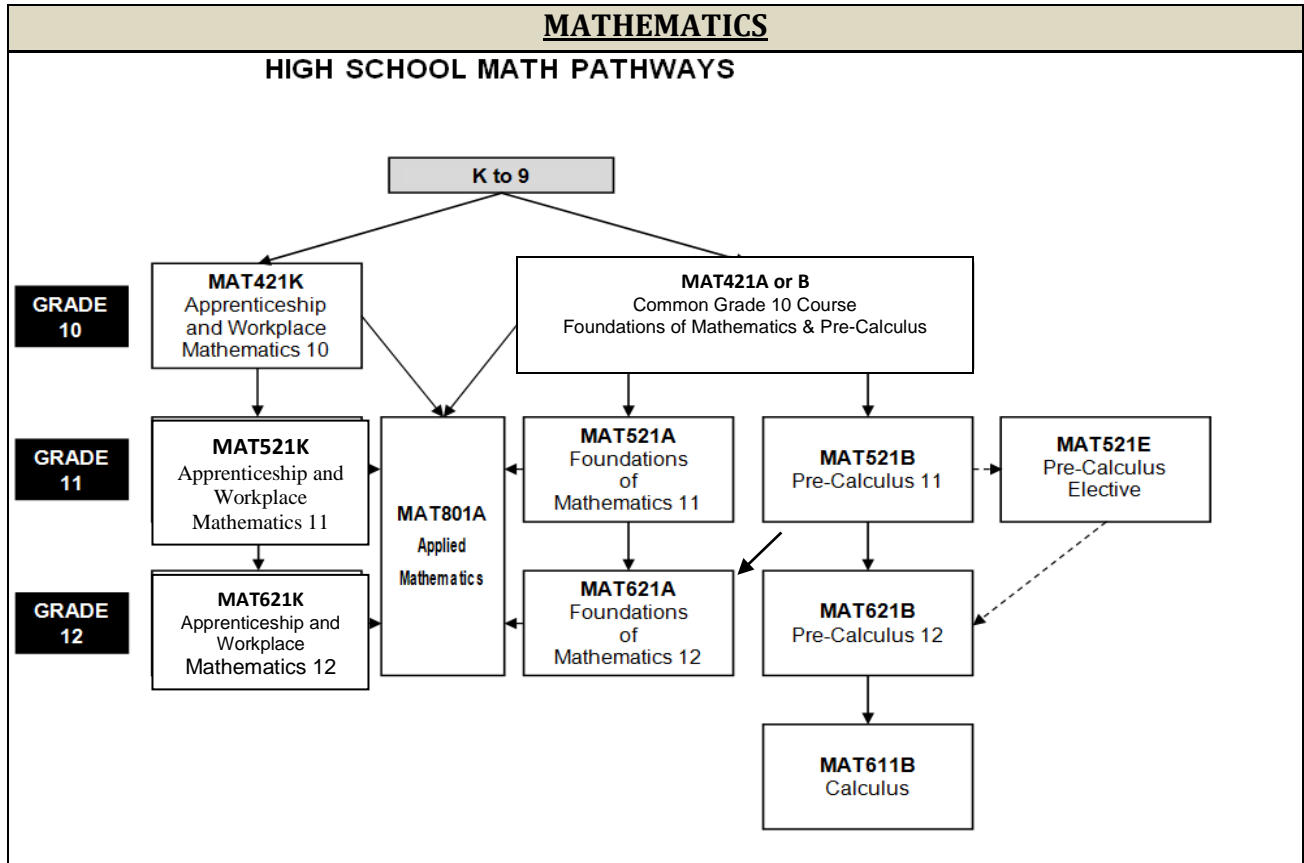 MATHEMATICS
HIGH SCHOOL MATH PATHWAYS
K to 9
GRADE
10
MAT421K
Apprenticeship
and Workplace
Mathematics 10
MAT421A or B
Common Grade 10 Course
Foundations of Mathematics & Pre-Calculus
GRADE
11
MAT521K
Apprenticeship and
Workplace
Mathematics 11
MAT801A
Applied
Mathematics
MAT521A
Foundations
of
Mathematics 11
MAT521B
Pre-Calculus 11
MAT521E
Pre-Calculus
Elective
GRADE
12
MAT621K
Apprenticeship and
Workplace
Mathematics 12
MAT621A
Foundations
of
Mathematics 12
MAT621B
Pre-Calculus 12
MAT611B
Calculus